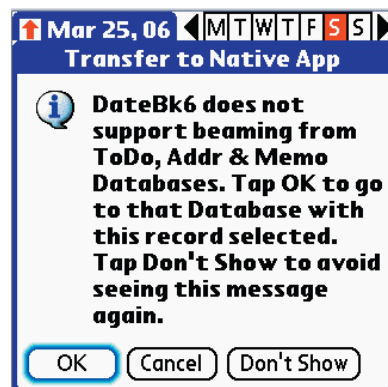 Mar 25, 06 M T W T F S S
Transfer to Native App
DateBk6 does not
support beaming from
ToDo, Addr & Memo
Databases. Tap OK to go
to that Database with
this record selected.
Tap Don't Show to avoid
seeing this message
again.
OK Cancel Don't Show